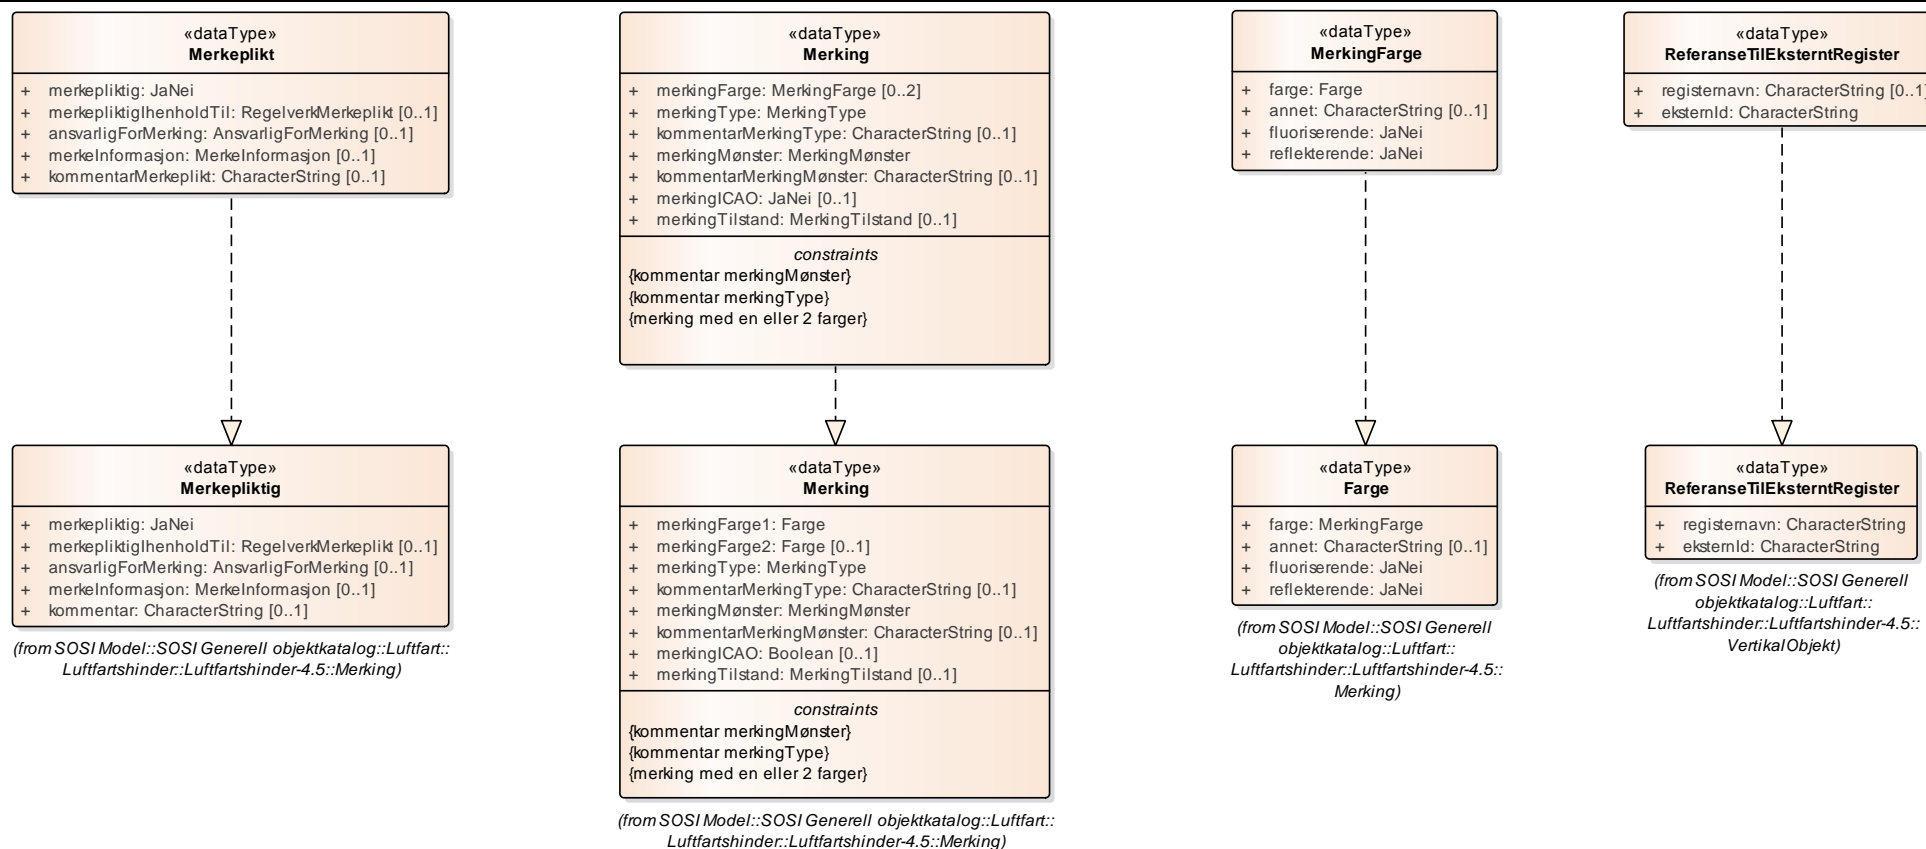 «dataType»
Merkeplikt
+ merkepliktig: JaNei
+ merkepliktigIhenholdTil: RegelverkMerkeplikt [0..1]
+ ansvarligForMerking: AnsvarligForMerking [0..1]
+ merkeInformasjon: MerkeInformasjon [0..1]
+ kommentarMerkeplikt: CharacterString [0..1]
«dataType»
Merking
+ merkingFarge: MerkingFarge [0..2]
+ merkingType: MerkingType
+ kommentarMerkingType: CharacterString [0..1]
+ merkingMønster: MerkingMønster
+ kommentarMerkingMønster: CharacterString [0..1]
+ merkingICAO: JaNei [0..1]
+ merkingTilstand: MerkingTilstand [0..1]
constraints
{kommentar merkingMønster}
{kommentar merkingType}
{merking med en eller 2 farger}
«dataType»
MerkingFarge
+ farge: Farge
+ annet: CharacterString [0..1]
+ fluoriserende: JaNei
+ reflekterende: JaNei
«dataType»
ReferanseTilEksterntRegister
+ registernavn: CharacterString [0..1]
+ eksternId: CharacterString
«dataType»
Merkepliktig
+ merkepliktig: JaNei
+ merkepliktigIhenholdTil: RegelverkMerkeplikt [0..1]
+ ansvarligForMerking: AnsvarligForMerking [0..1]
+ merkeInformasjon: MerkeInformasjon [0..1]
+ kommentar: CharacterString [0..1]
(from SOSI Model::SOSI Generell objektkatalog::Luftfart::
Luftfartshinder::Luftfartshinder-4.5::Merking)
«dataType»
Merking
+ merkingFarge1: Farge
+ merkingFarge2: Farge [0..1]
+ merkingType: MerkingType
+ kommentarMerkingType: CharacterString [0..1]
+ merkingMønster: MerkingMønster
+ kommentarMerkingMønster: CharacterString [0..1]
+ merkingICAO: Boolean [0..1]
+ merkingTilstand: MerkingTilstand [0..1]
constraints
{kommentar merkingMønster}
{kommentar merkingType}
{merking med en eller 2 farger}
(from SOSI Model::SOSI Generell objektkatalog::Luftfart::
Luftfartshinder::Luftfartshinder-4.5::Merking)
«dataType»
Farge
+ farge: MerkingFarge
+ annet: CharacterString [0..1]
+ fluoriserende: JaNei
+ reflekterende: JaNei
(from SOSI Model::SOSI Generell
objektkatalog::Luftfart::
Luftfartshinder::Luftfartshinder-4.5::
Merking)
«dataType»
ReferanseTilEksterntRegister
+ registernavn: CharacterString
+ eksternId: CharacterString
(from SOSI Model::SOSI Generell
objektkatalog::Luftfart::
Luftfartshinder::Luftfartshinder-4.5::
VertikalObjekt)